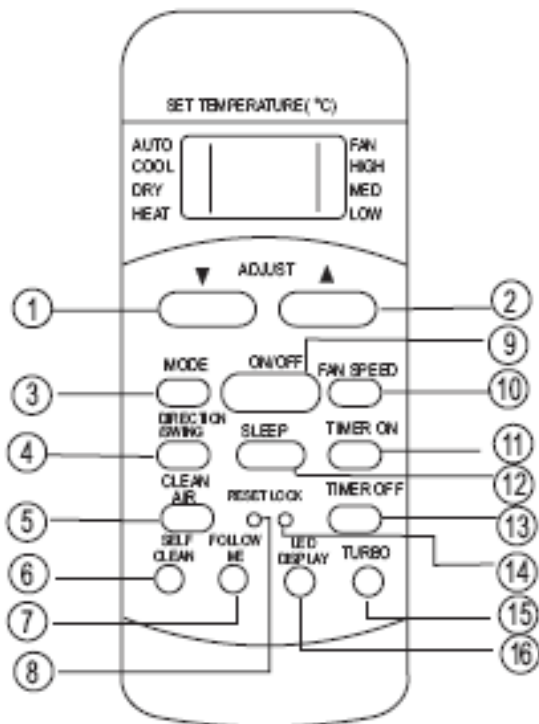 SET TEMPERATURE(°C)
AUTO
COOL
DRY
HEAT
FAN
HIGH
MED
LOW
▼ ADJUST ▲
1
2
9
MODE
ON/OFF
FAN SPEED
3
10
DIRECTION
/SWING
SLEEP
TIMER ON
4
11
12
CLEAN
AIR
RESET LOCK
TIMER OFF
5
13
SELF
CLEAN
FOLLOW
ME
LED
DISPLAY
TURBO
6
14
7
15
8
16